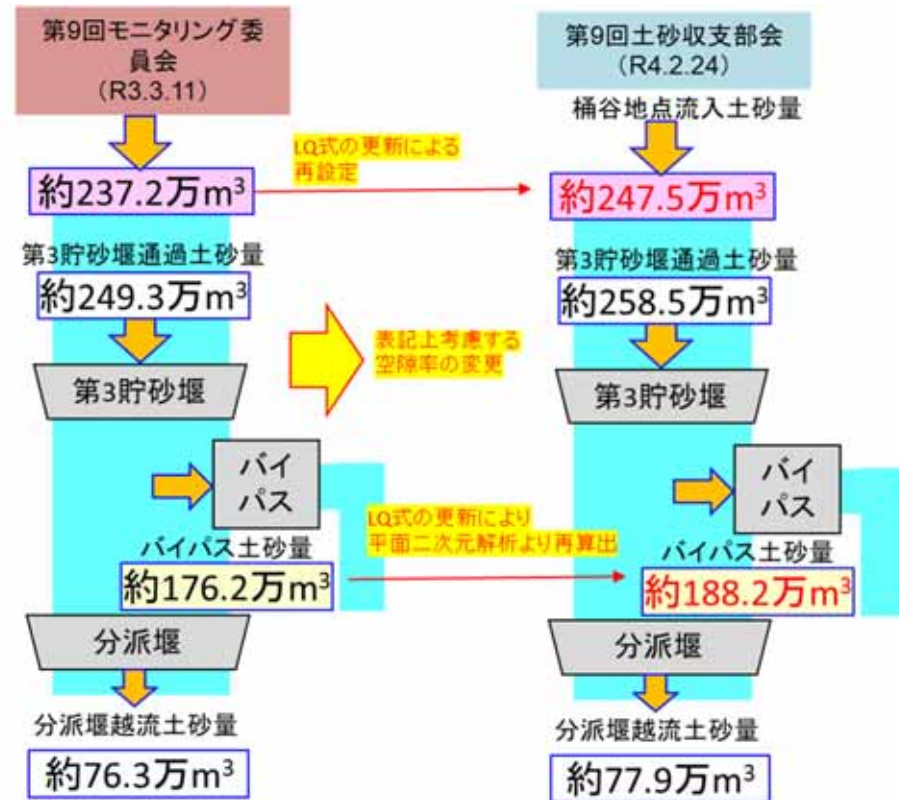 第9回モニタリング委
員会
（R3.3.11）
約237.2万m³
第3貯砂堰通過土砂量
約249.3万m³
第3貯砂堰
バイ
パス
バイパス土砂量
約176.2万m³
分派堰
分派堰越流土砂量
約76.3万m³
LQ式の更新による
再設定
表記上考慮する
空隙率の変更
LQ式の更新により
平面二次元解析より再算出
第9回土砂収支部会
（R4.2.24）
桶谷地点流入土砂量
約247.5万m³
第3貯砂堰通過土砂量
約258.5万m³
第3貯砂堰
バイ
パス
バイパス土砂量
約188.2万m³
分派堰
分派堰越流土砂量
約77.9万m³